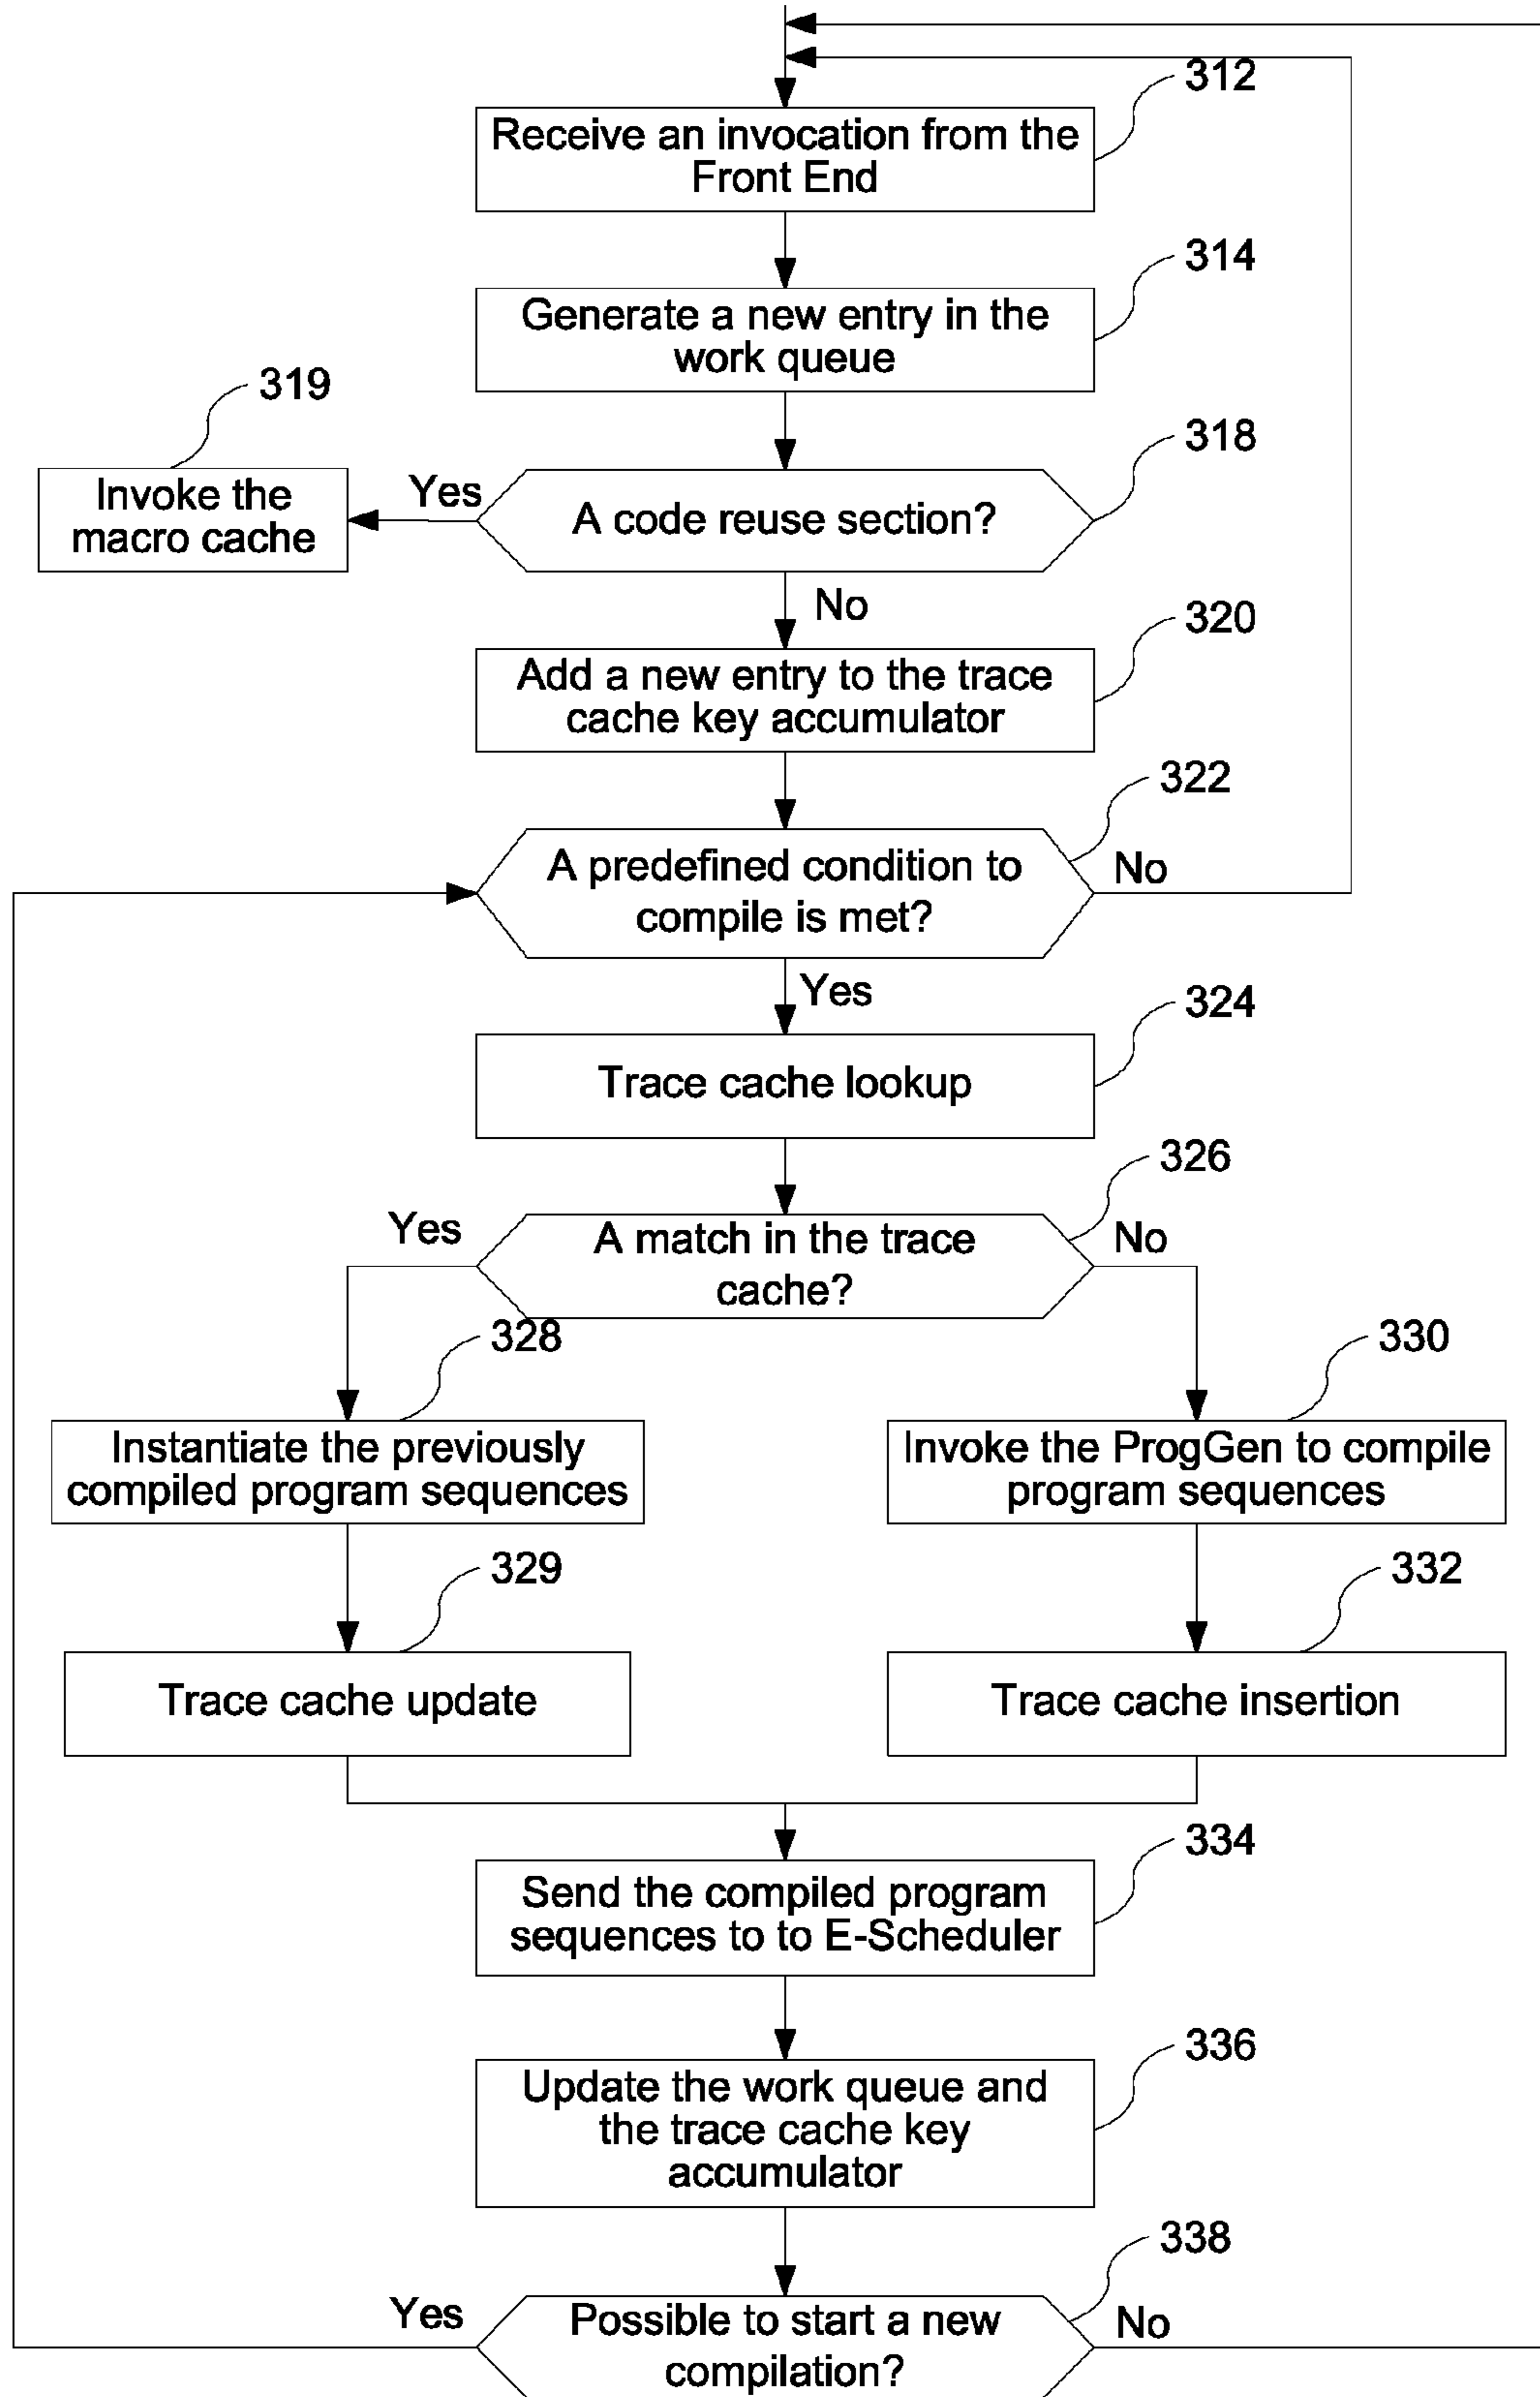 312
Receive an invocation from the
Front End
314
Generate a new entry in the
work queue
319
318
Invoke the
macro cache
Yes
A code reuse section?
No
320
Add a new entry to the trace
cache key accumulator
322
A predefined condition to
compile is met?
No
Yes
324
Trace cache lookup
326
Yes
A match in the trace
cache?
No
328
330
Instantiate the previously
compiled program sequences
Invoke the ProgGen to compile
program sequences
329
332
Trace cache update
Trace cache insertion
334
Send the compiled program
sequences to to E-Scheduler
336
Update the work queue and
the trace cache key
accumulator
338
Yes
Possible to start a new
compilation?
No